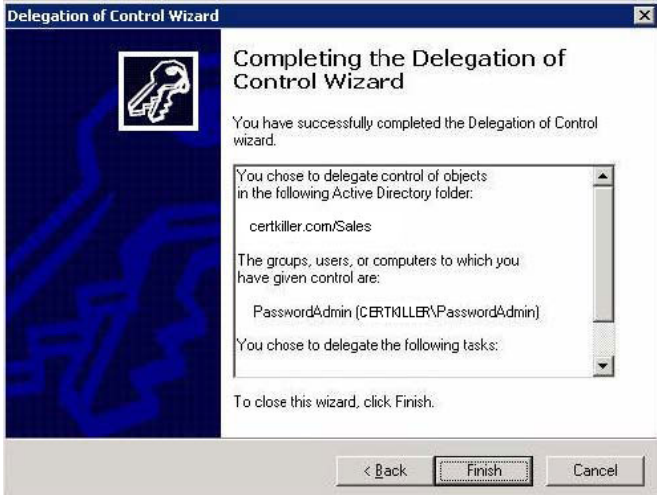 Delegation of Control Wizard
Completing the Delegation of
Control Wizard
You have successfully completed the Delegation of Control
wizard.
You chose to delegate control of objects
in the following Active Directory folder:
certkiller.com/Sales
The groups, users, or computers to which you
have given control are:
PasswordAdmin (CERTKILLER\PasswordAdmin)
You chose to delegate the following tasks:
To close this wizard, click Finish.
< Back
Finish
Cancel